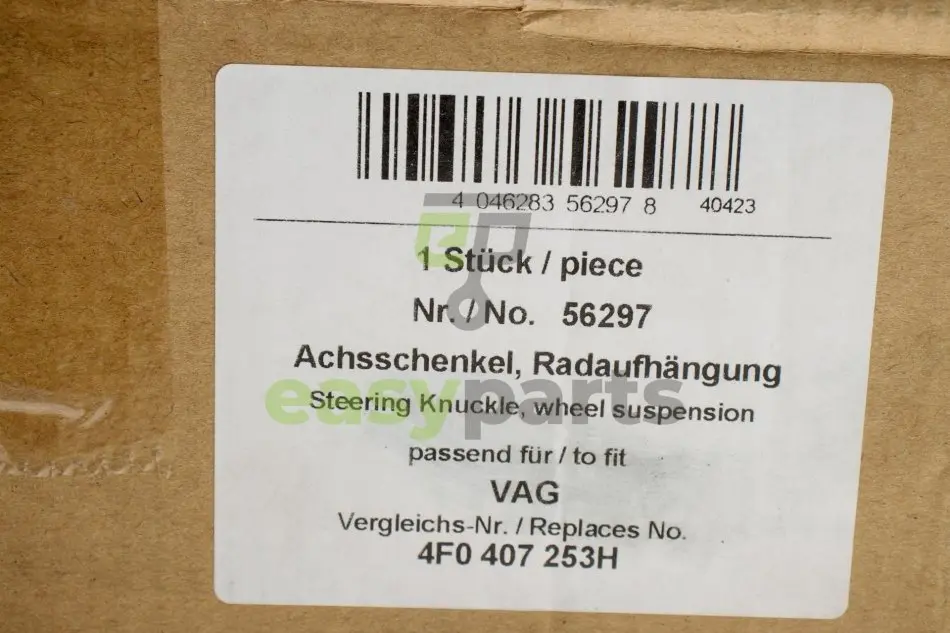 4 046283 56297 8 40423
1 Stück / piece
Nr. / No. 56297
Achsschenkel, Radaufhängung
easyparts
Steering Knuckle, wheel suspension
passend für / to fit
VAG
Vergleichs-Nr. / Replaces No.
4F0 407 253H